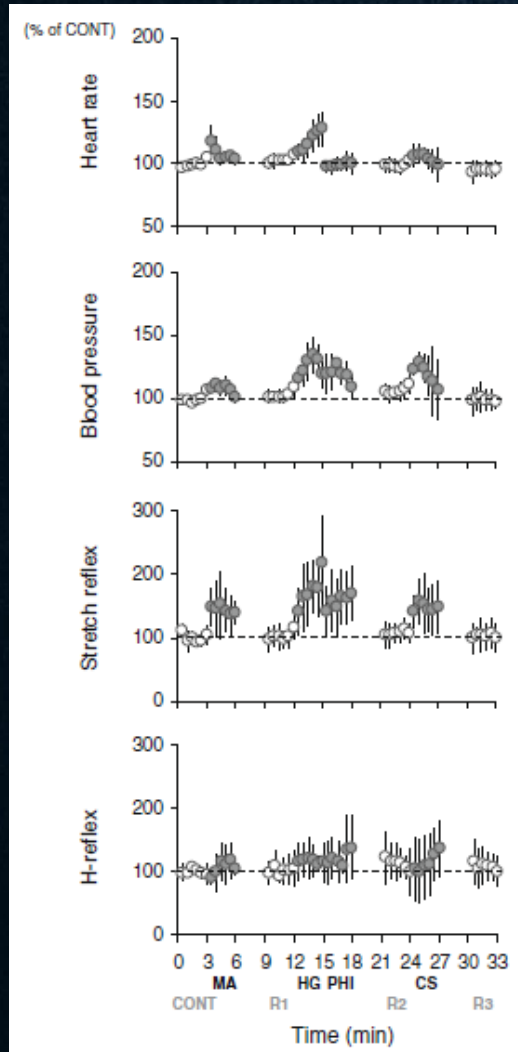 (% of CONT)
200
150
100
50
Heart rate
200
150
100
50
Blood pressure
300
200
100
0
Stretch reflex
300
200
100
0
H-reflex
0 3 6 9 12 15 18 21 24 27 30 33
MA HG PHI CS
CONT R1 R2 R3
Time (min)